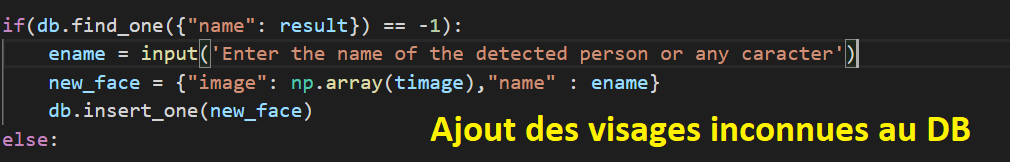 if(db.find_one({"name": result}) == -1):
ename = input('Enter the name of the detected person or any caracter')
new_face = {"image": np.array(timage),"name" : ename}
db.insert_one(new_face)
else:
Ajout des visages inconnues au DB